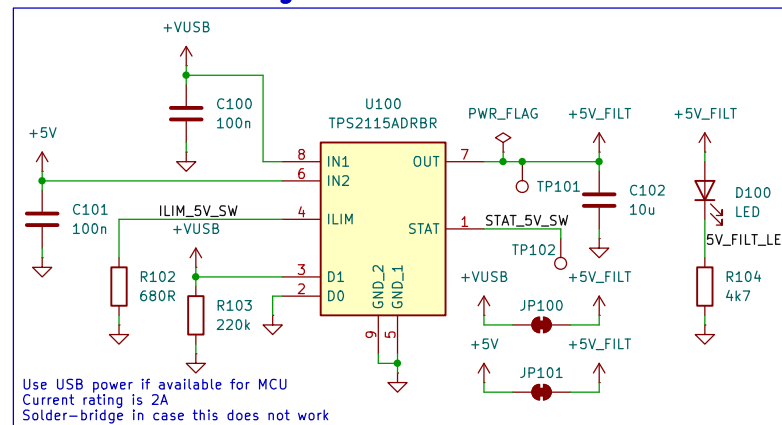 +VUSB
C100
100n
+5V
C101
100n
U100
TPS2115ADRBR
8
IN1
6
IN2
4
ILIM
3
D1
2
D0
OUT
7
STAT
1
GND_2
GND_1
9
5
ILIM_5V_SW
+VUSB
R102
680R
R103
220k
PWR_FLAG
+5V_FILT
TP101
C102
10u
STAT_5V_SW
TP102
+5V_FILT
D100
LED
5V_FILT_LE
R104
4k7
+VUSB
+5V_FILT
JP100
+5V
+5V_FILT
JP101
Use USB power if available for MCU
Current rating is 2A
Solder-bridge in case this does not work